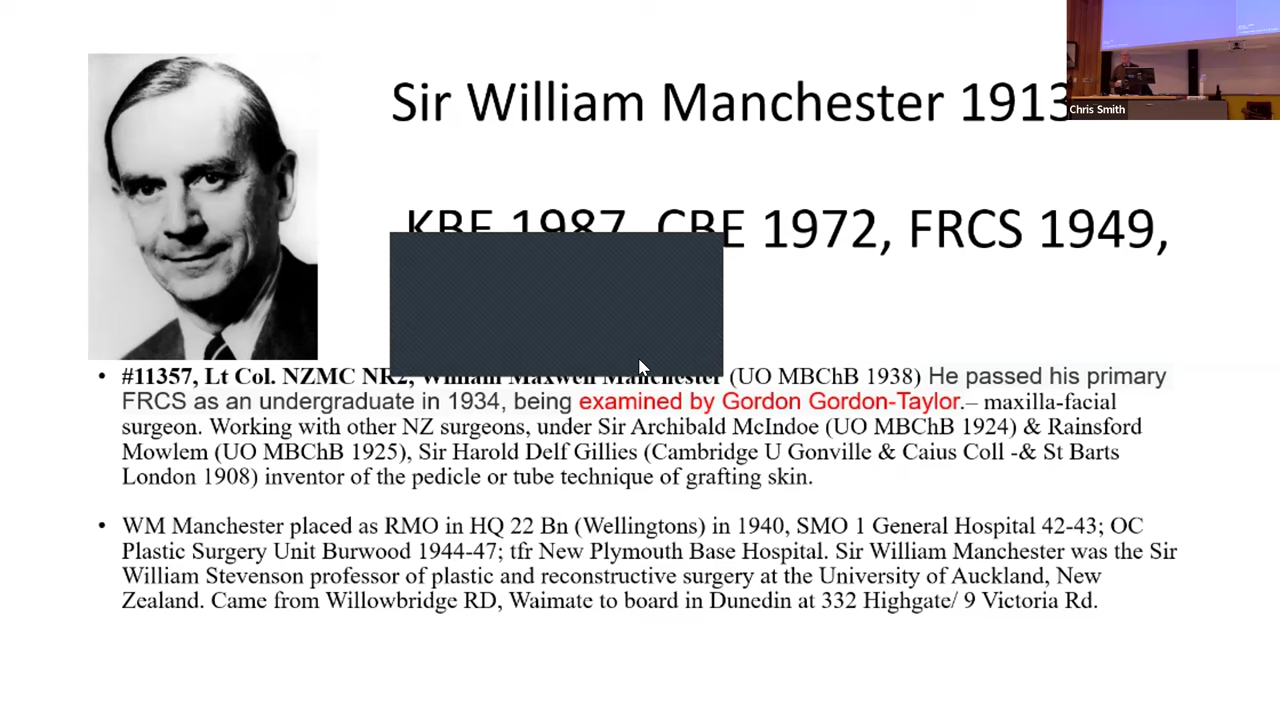 Sir William Manchester 1913
Chris Smith
KBE 1987, CBE 1972, FRCS 1949,
• #11357, Lt Col. NZMC NR2, William Maxwell Manchester (UO MBChB 1938) He passed his primary
FRCS as an undergraduate in 1934, being examined by Gordon Gordon-Taylor.– maxilla-facial
surgeon. Working with other NZ surgeons, under Sir Archibald McIndoe (UO MBChB 1924) & Rainsford
Mowlem (UO MBChB 1925), Sir Harold Delf Gillies (Cambridge U Gonville & Caius Coll -& St Barts
London 1908) inventor of the pedicle or tube technique of grafting skin.
• WM Manchester placed as RMO in HQ 22 Bn (Wellingtons) in 1940, SMO 1 General Hospital 42-43; OC
Plastic Surgery Unit Burwood 1944-47; tfr New Plymouth Base Hospital. Sir William Manchester was the Sir
William Stevenson professor of plastic and reconstructive surgery at the University of Auckland, New
Zealand. Came from Willowbridge RD, Waimate to board in Dunedin at 332 Highgate/ 9 Victoria Rd.